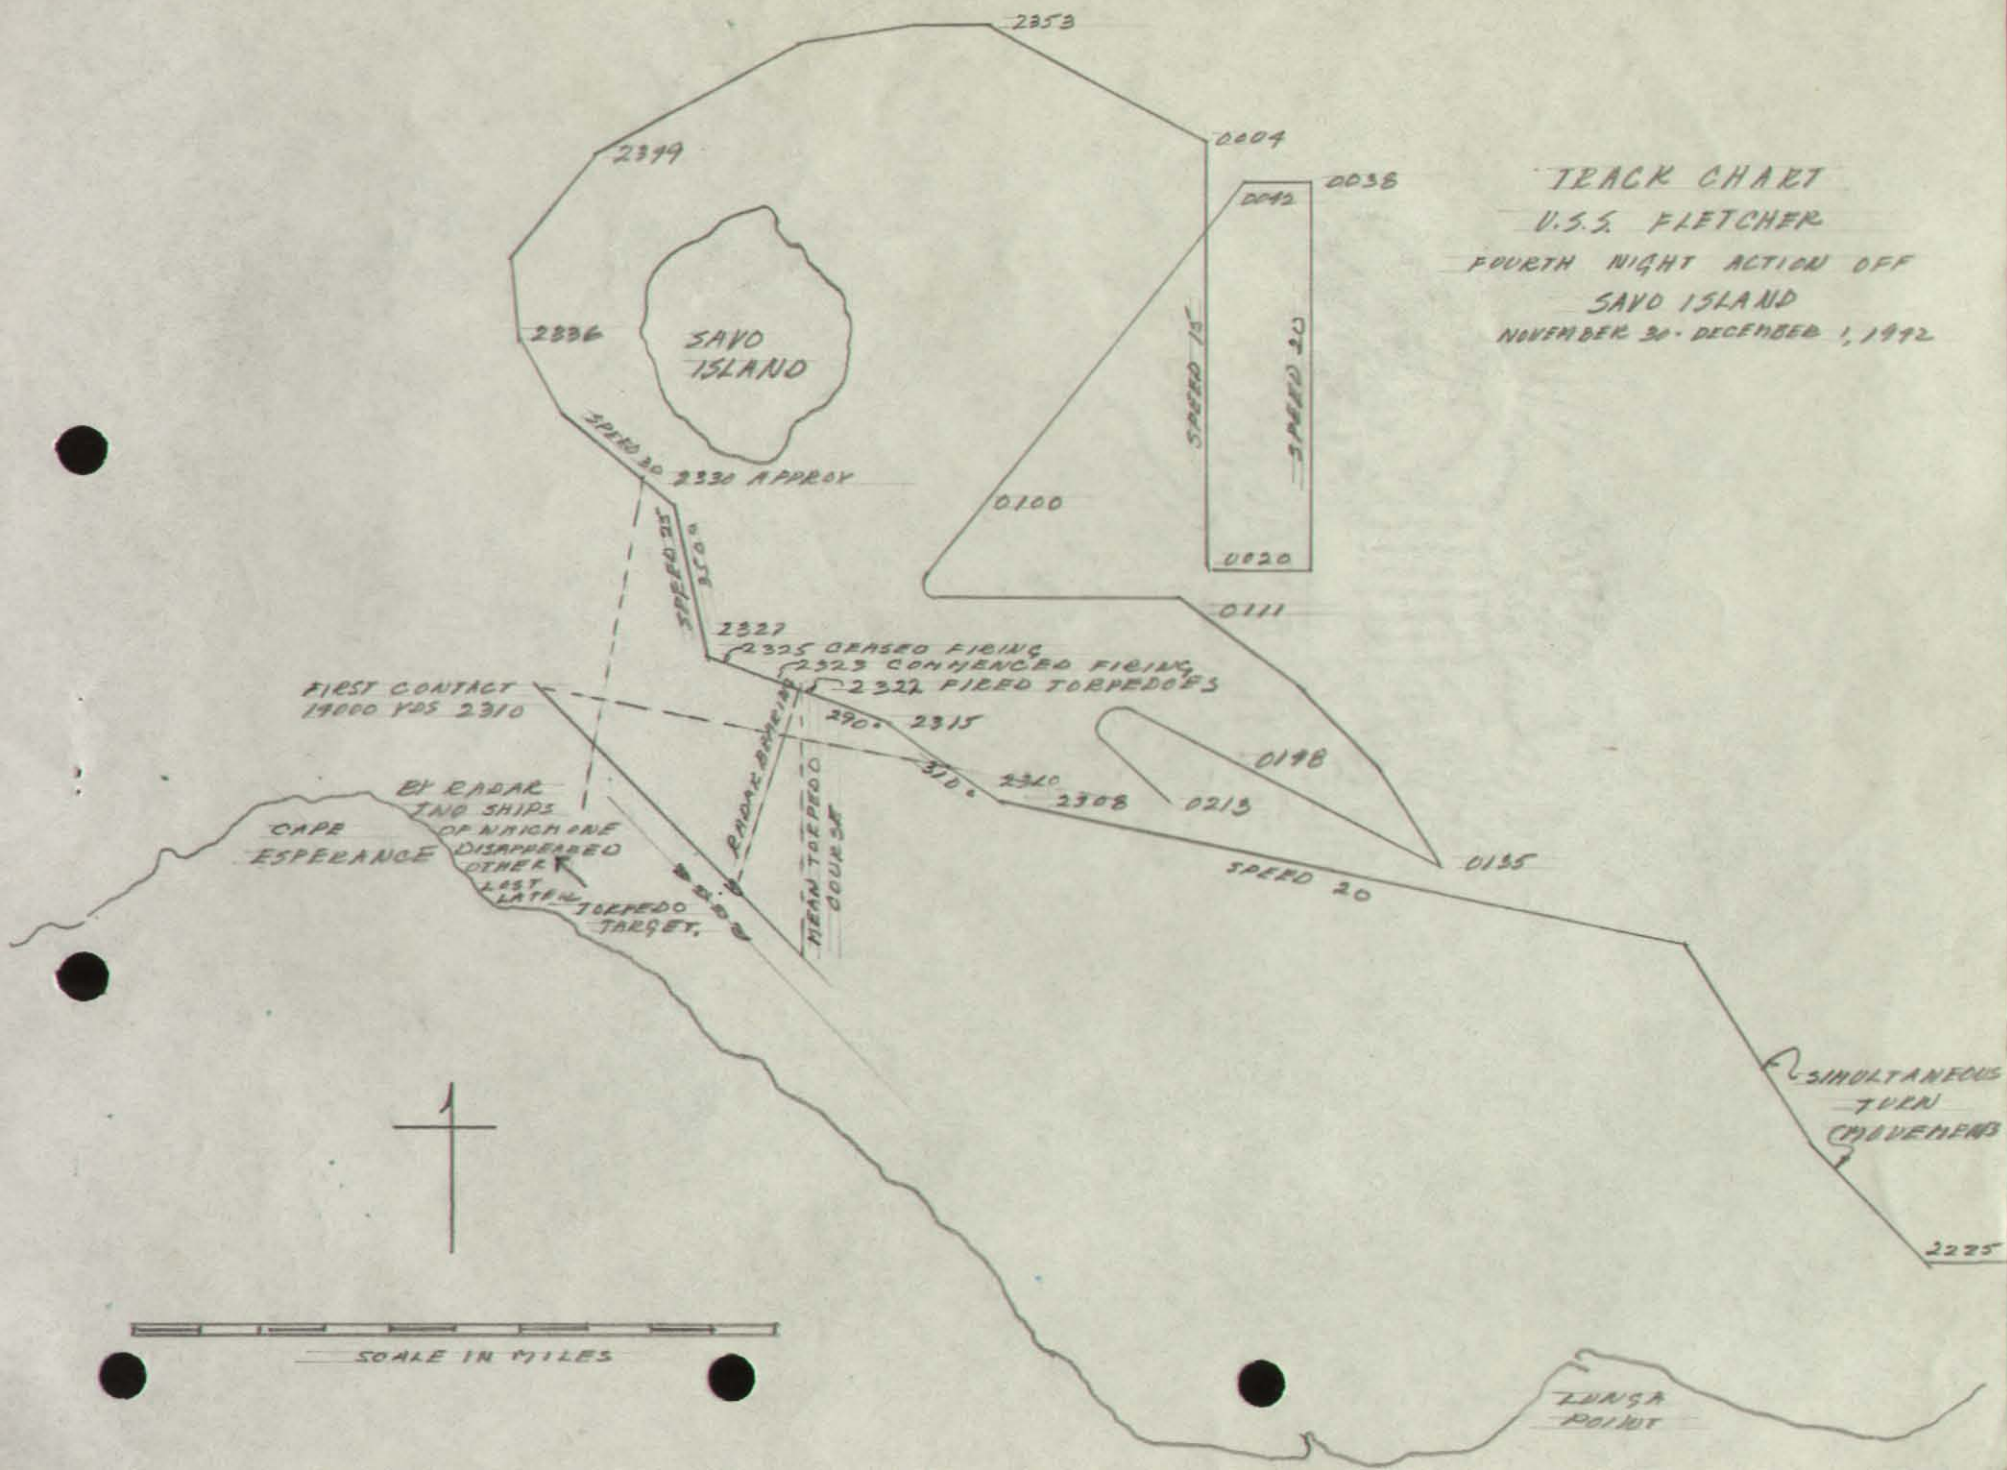 2353
2349
0004
0038
0042
TRACK CHART
U.S.S. FLETCHER
FOURTH NIGHT ACTION OFF
SAVO ISLAND
NOVEMBER 30 - DECEMBER 1, 1942
2336
SAVO
ISLAND
SPEED 15
SPEED 20
SPEED 30
2330 APPROX
0100
SPEED 25
350°
0020
0111
2327
2325 CEASED FIRING
2323 COMMENCED FIRING
2322 FIRED TORPEDOES
FIRST CONTACT
14000 YDS 2310
290°
2315
RADAR BEARING
MEAN TORPEDO
COURSE
310°
2310
2308
0148
0213
BY RADAR
TWO SHIPS
OF WHICH ONE
DISAPPEARED
OTHER
LOST
LATER
CAPE
ESPERANCE
TORPEDO
TARGET.
0135
SPEED 20
SIMULTANEOUS
TURN
MOVEMENTS
2225
SCALE IN MILES
LUNGA
POINT